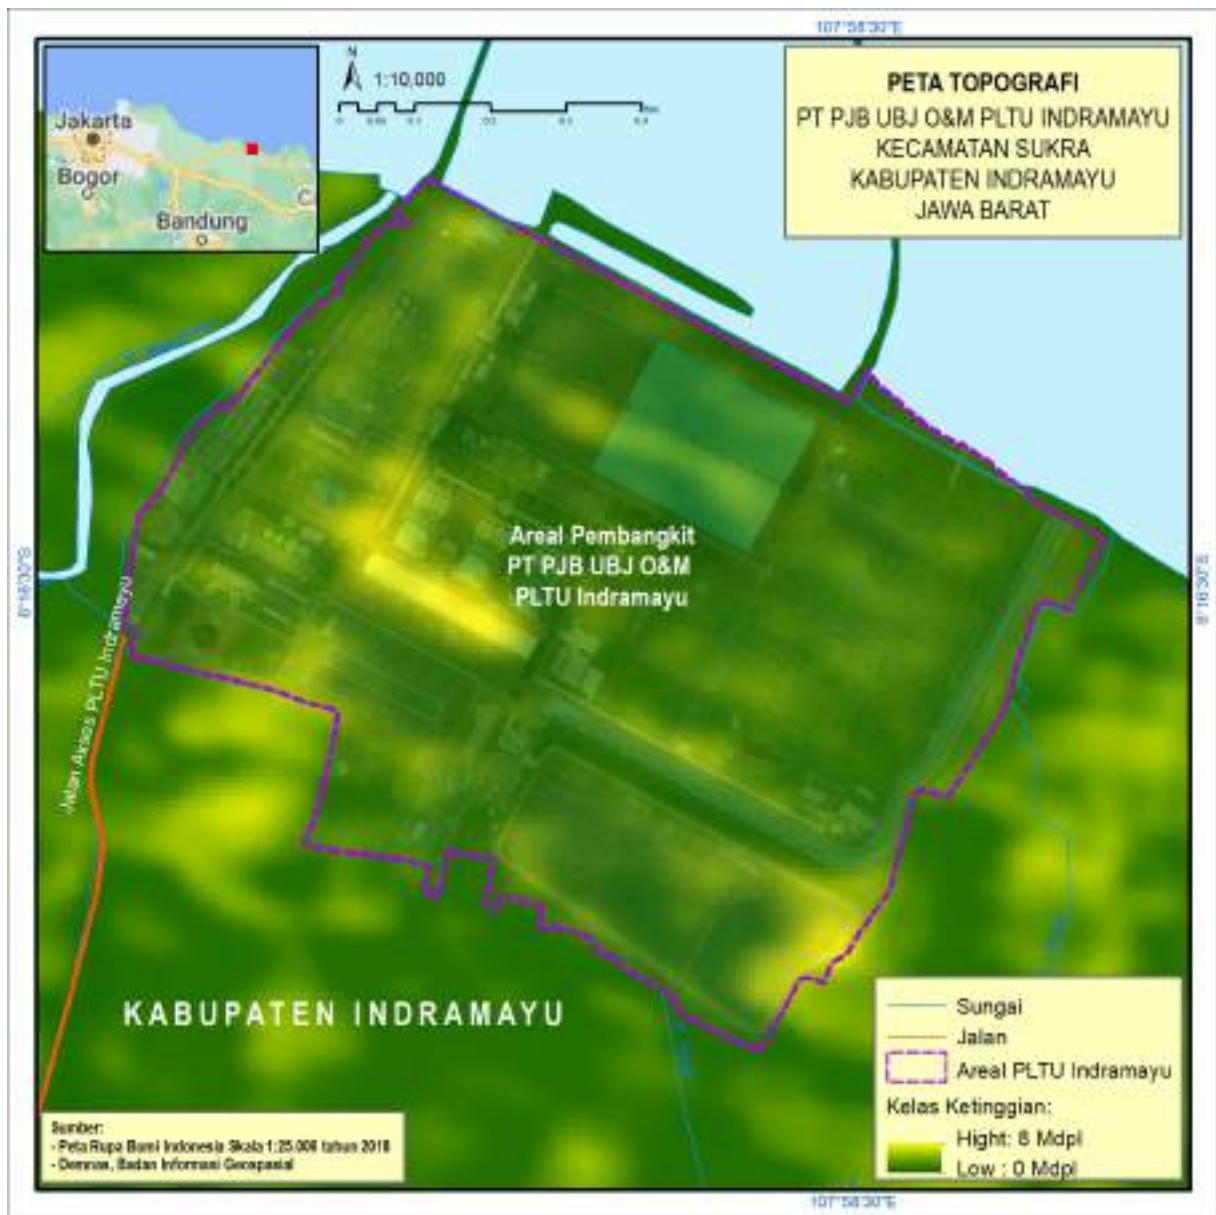 107°58'30"E
PETA TOPOGRAFI
PT PJB UBJ O&M PLTU INDRAMAYU
KECAMATAN SUKRA
KABUPATEN INDRAMAYU
JAWA BARAT
N
1:10,000
Jakarta
Bogor
Bandung
C
Areal Pembangkit
PT PJB UBJ O&M
PLTU Indramayu
Jalan Akses PLTU Indramayu
KABUPATEN INDRAMAYU
Sungai
Jalan
Areal PLTU Indramayu
Kelas Ketinggian:
Hight: 8 Mdpl
Low : 0 Mdpl
Sumber:
- Peta Rupa Bumi Indonesia Skala 1:25.000 tahun 2018
- Demnas, Badan Informasi Geospasial
107°58'30"E